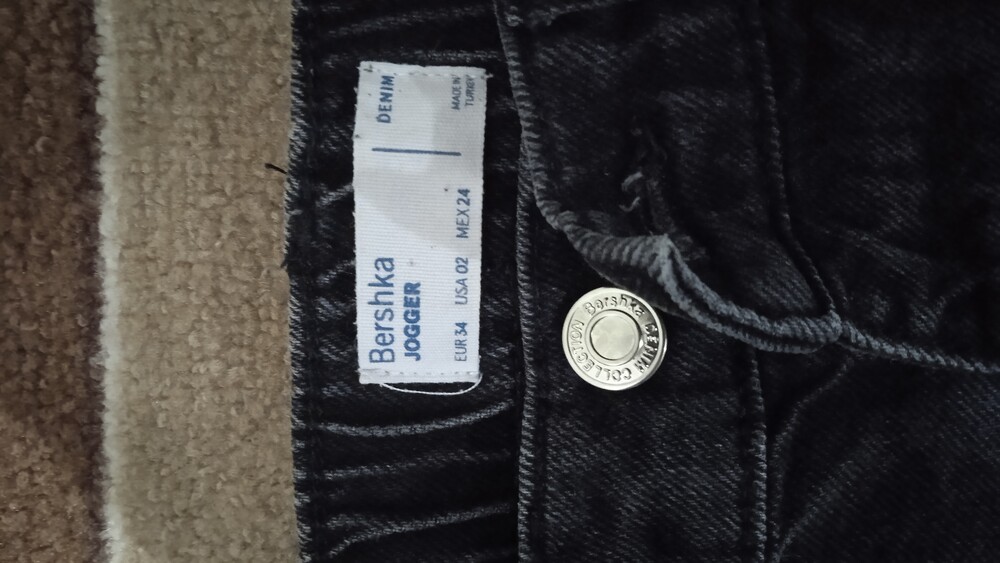 Bershka
JOGGER
EUR 34 USA 02 MEX 24
DENIM
MADE IN
TURKEY
Bershka DENIM COLLECTION